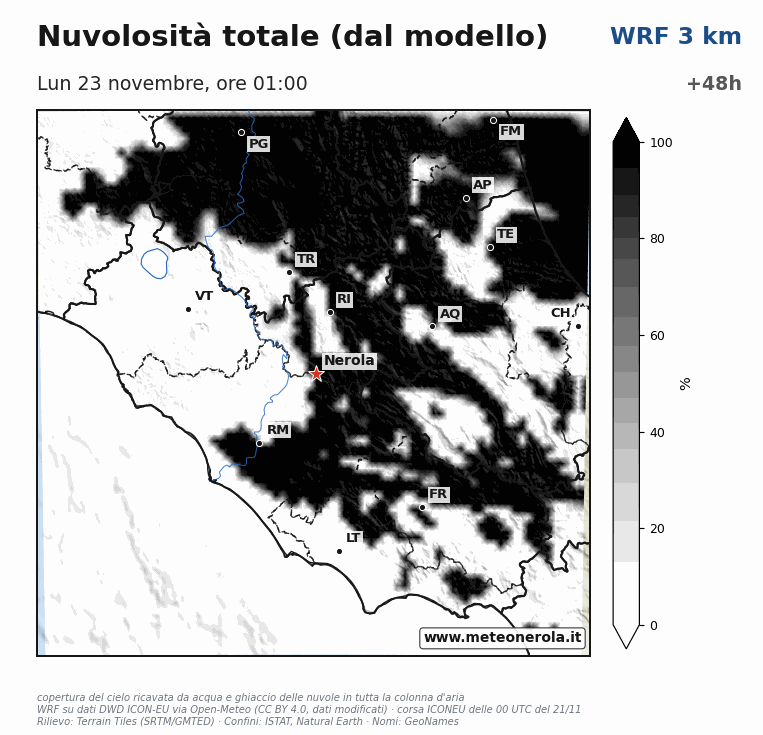 Nuvolosità totale (dal modello)
WRF 3 km
Lun 23 novembre, ore 01:00
+48h
PG
FM
AP
TE
TR
VT
RI
AQ
CH
Nerola
RM
FR
LT
www.meteonerola.it
100
80
60
40
20
0
%
copertura del cielo ricavata da acqua e ghiaccio delle nuvole in tutta la colonna d'aria
WRF su dati DWD ICON-EU via Open-Meteo (CC BY 4.0, dati modificati) · corsa ICONEU delle 00 UTC del 21/11
Rilievo: Terrain Tiles (SRTM/GMTED) · Confini: ISTAT, Natural Earth · Nomi: GeoNames